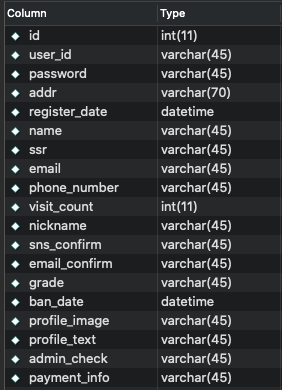 Column Type
id int(11)
user_id varchar(45)
password varchar(45)
addr varchar(70)
register_date datetime
name varchar(45)
ssr varchar(45)
email varchar(45)
phone_number varchar(45)
visit_count int(11)
nickname varchar(45)
sns_confirm varchar(45)
email_confirm varchar(45)
grade varchar(45)
ban_date datetime
profile_image varchar(45)
profile_text varchar(45)
admin_check varchar(45)
payment_info varchar(45)